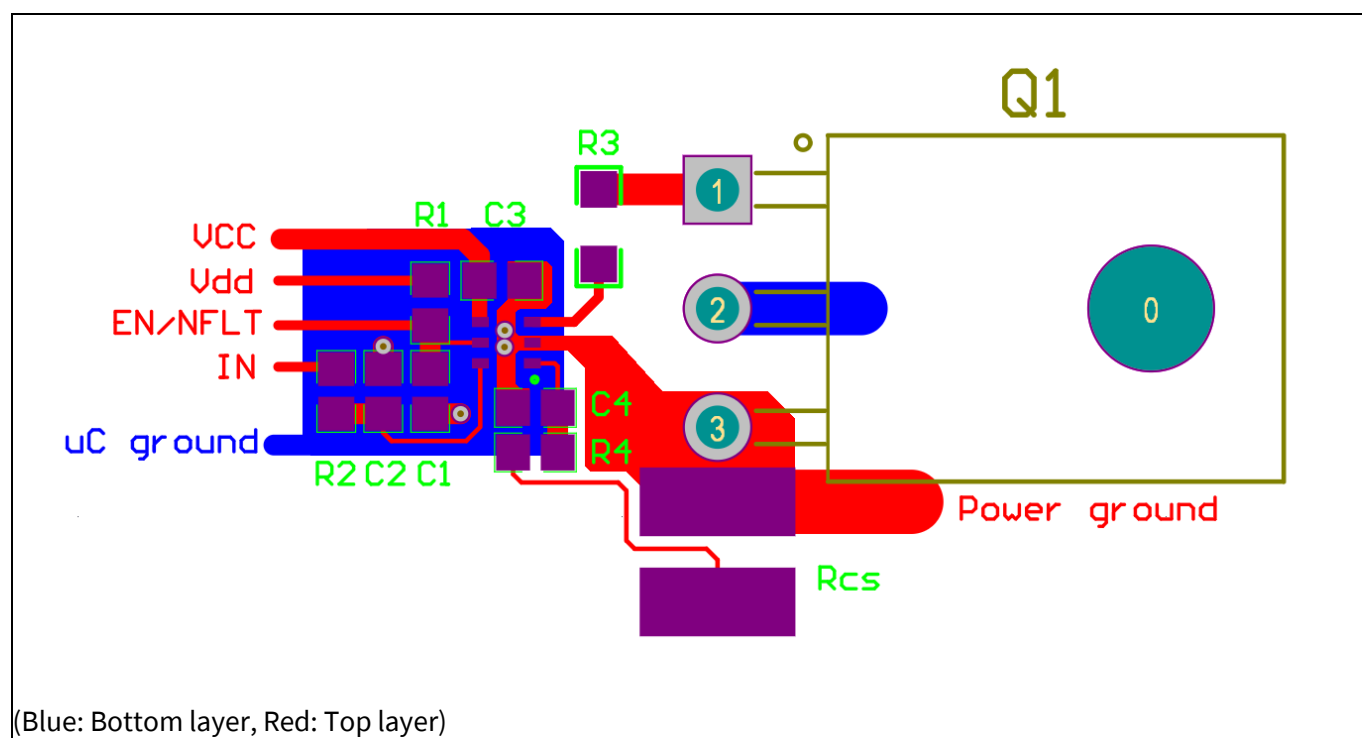 Q1
R3
1
R1 C3
VCC
Vdd
2
0
EN/NFLT
IN
C4
3
uC ground
R4
R2 C2 C1
Power ground
Rcs
(Blue: Bottom layer, Red: Top layer)